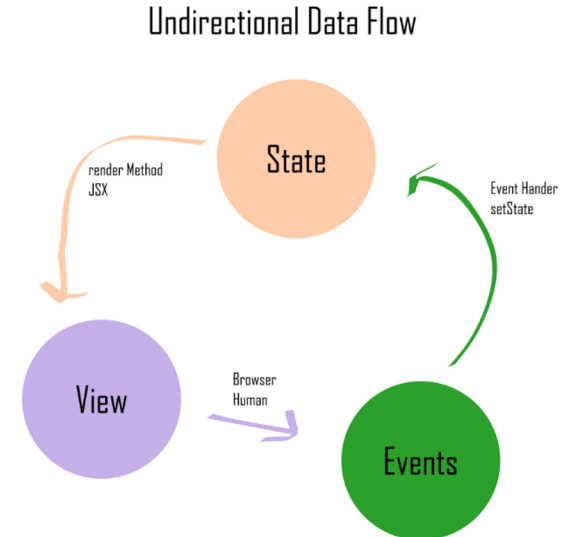 Undirectional Data Flow
State
render Method
JSX
Event Hander
setState
View
Browser
Human
Events